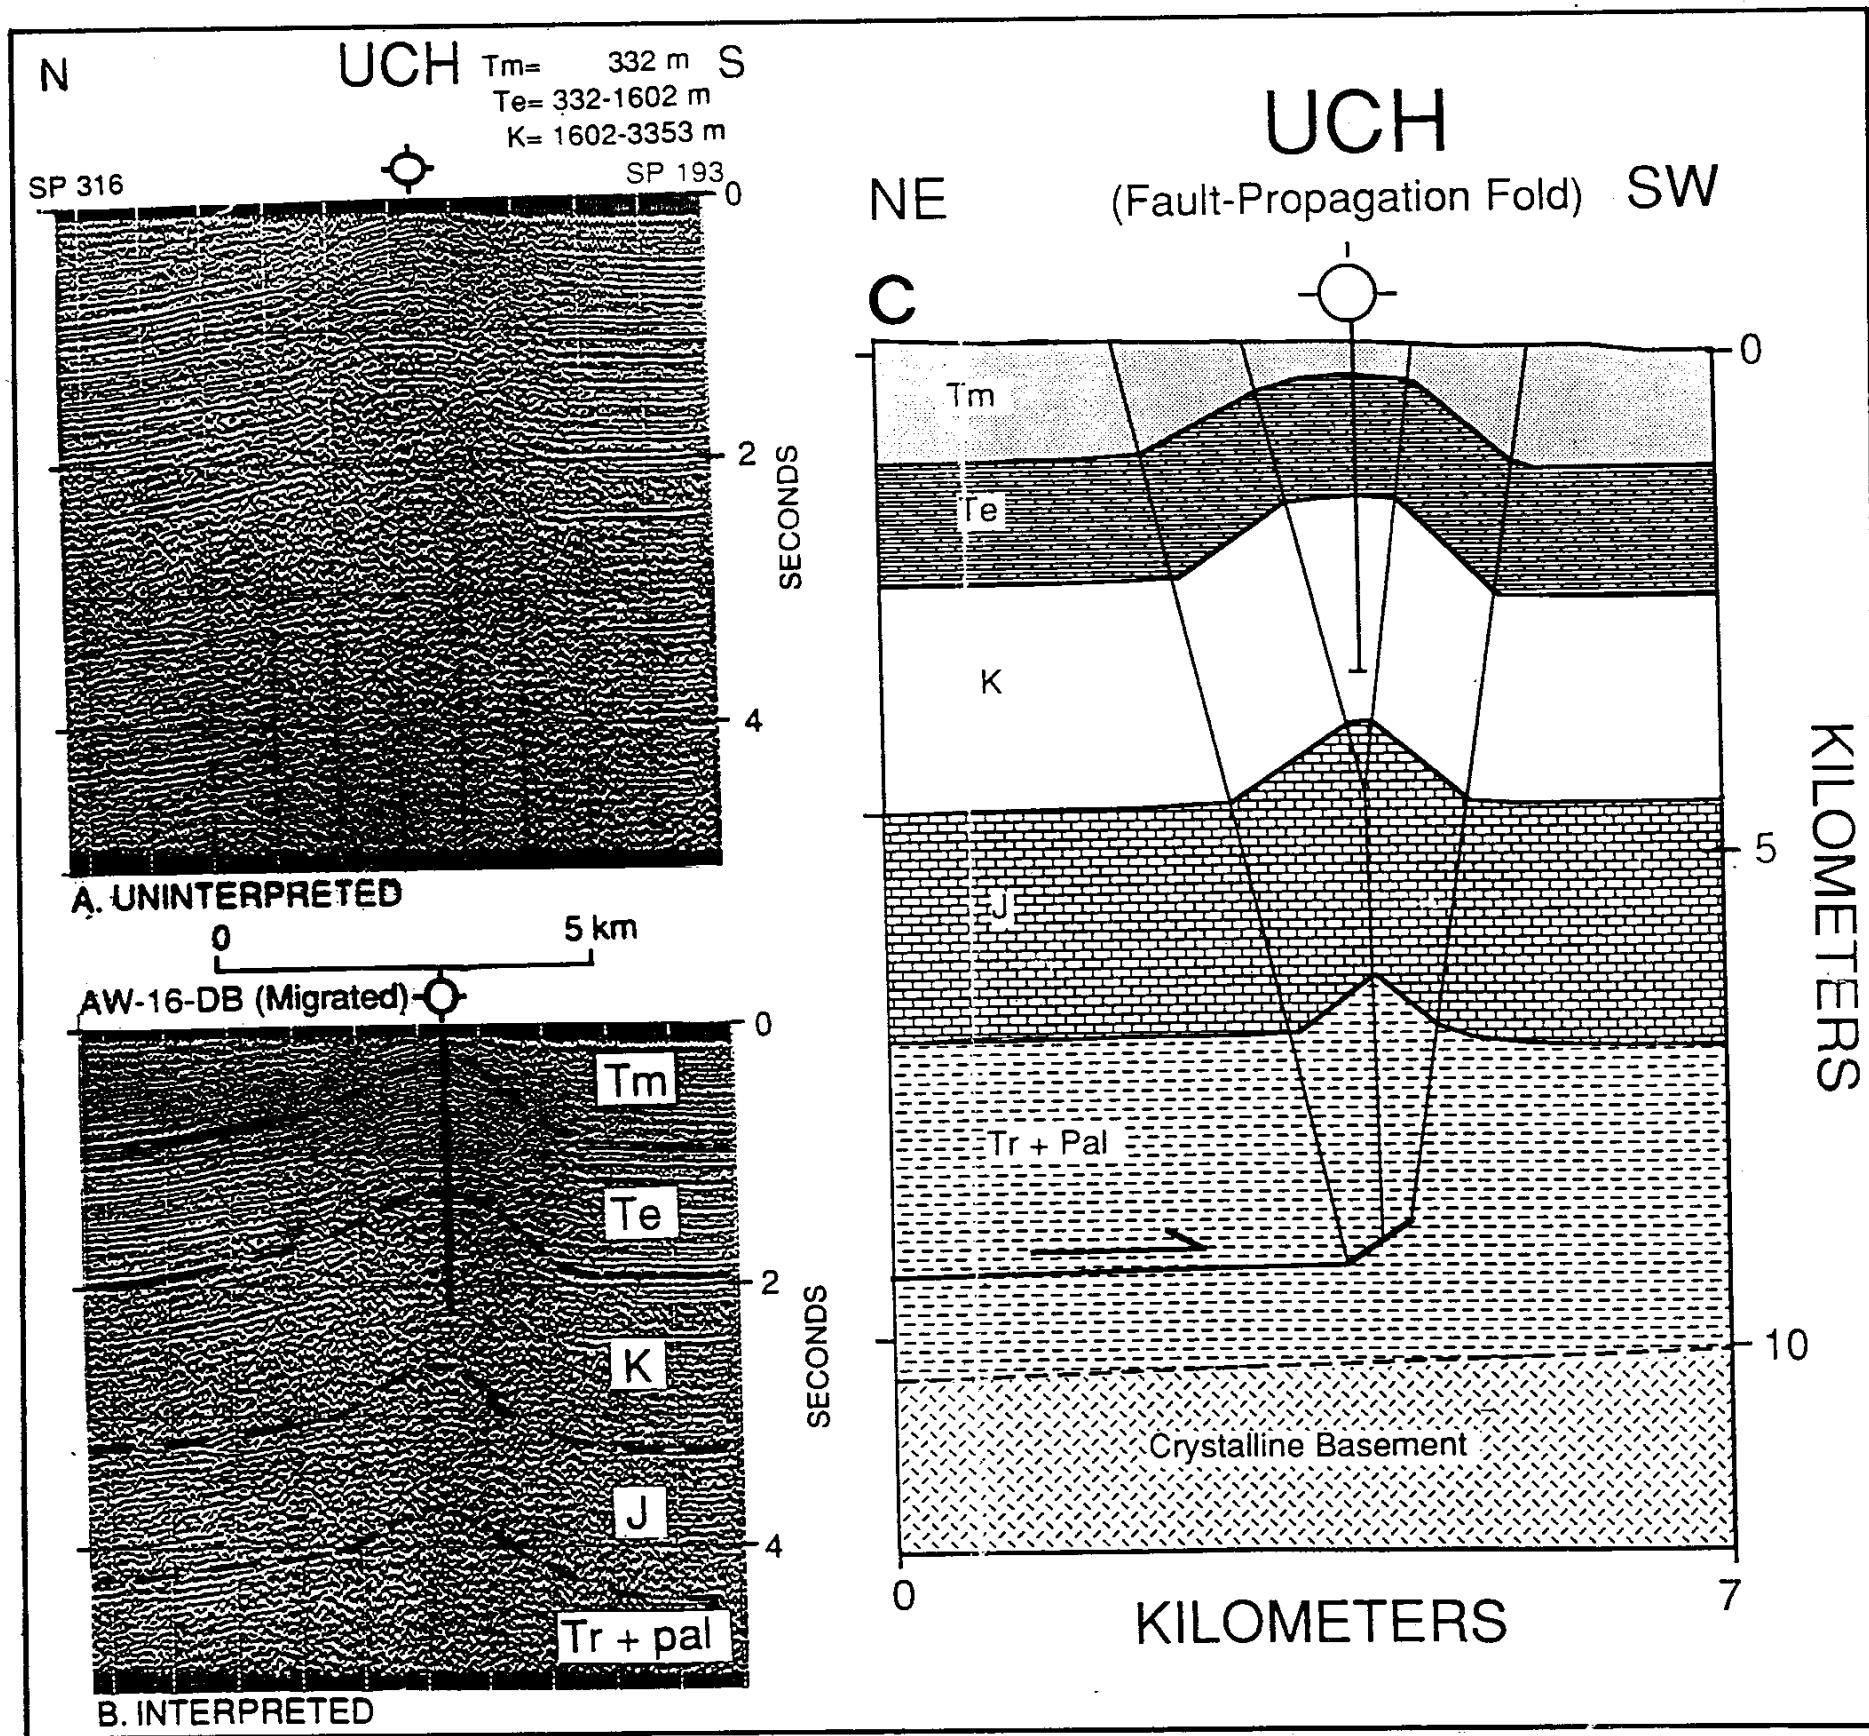 N
UCH
Tm= 332 m
S
Te= 332-1602 m
K= 1602-3353 m
SP 316
SP 193
0
2
4
SECONDS
A. UNINTERPRETED
0
5 km
AW-16-DB (Migrated)
0
2
4
SECONDS
Tm
Te
K
J
Tr + pal
B. INTERPRETED
UCH
NE
(Fault-Propagation Fold)
SW
C
Tm
Te
K
J
Tr + Pal
Crystalline Basement
0
5
10
KILOMETERS
0
7
KILOMETERS